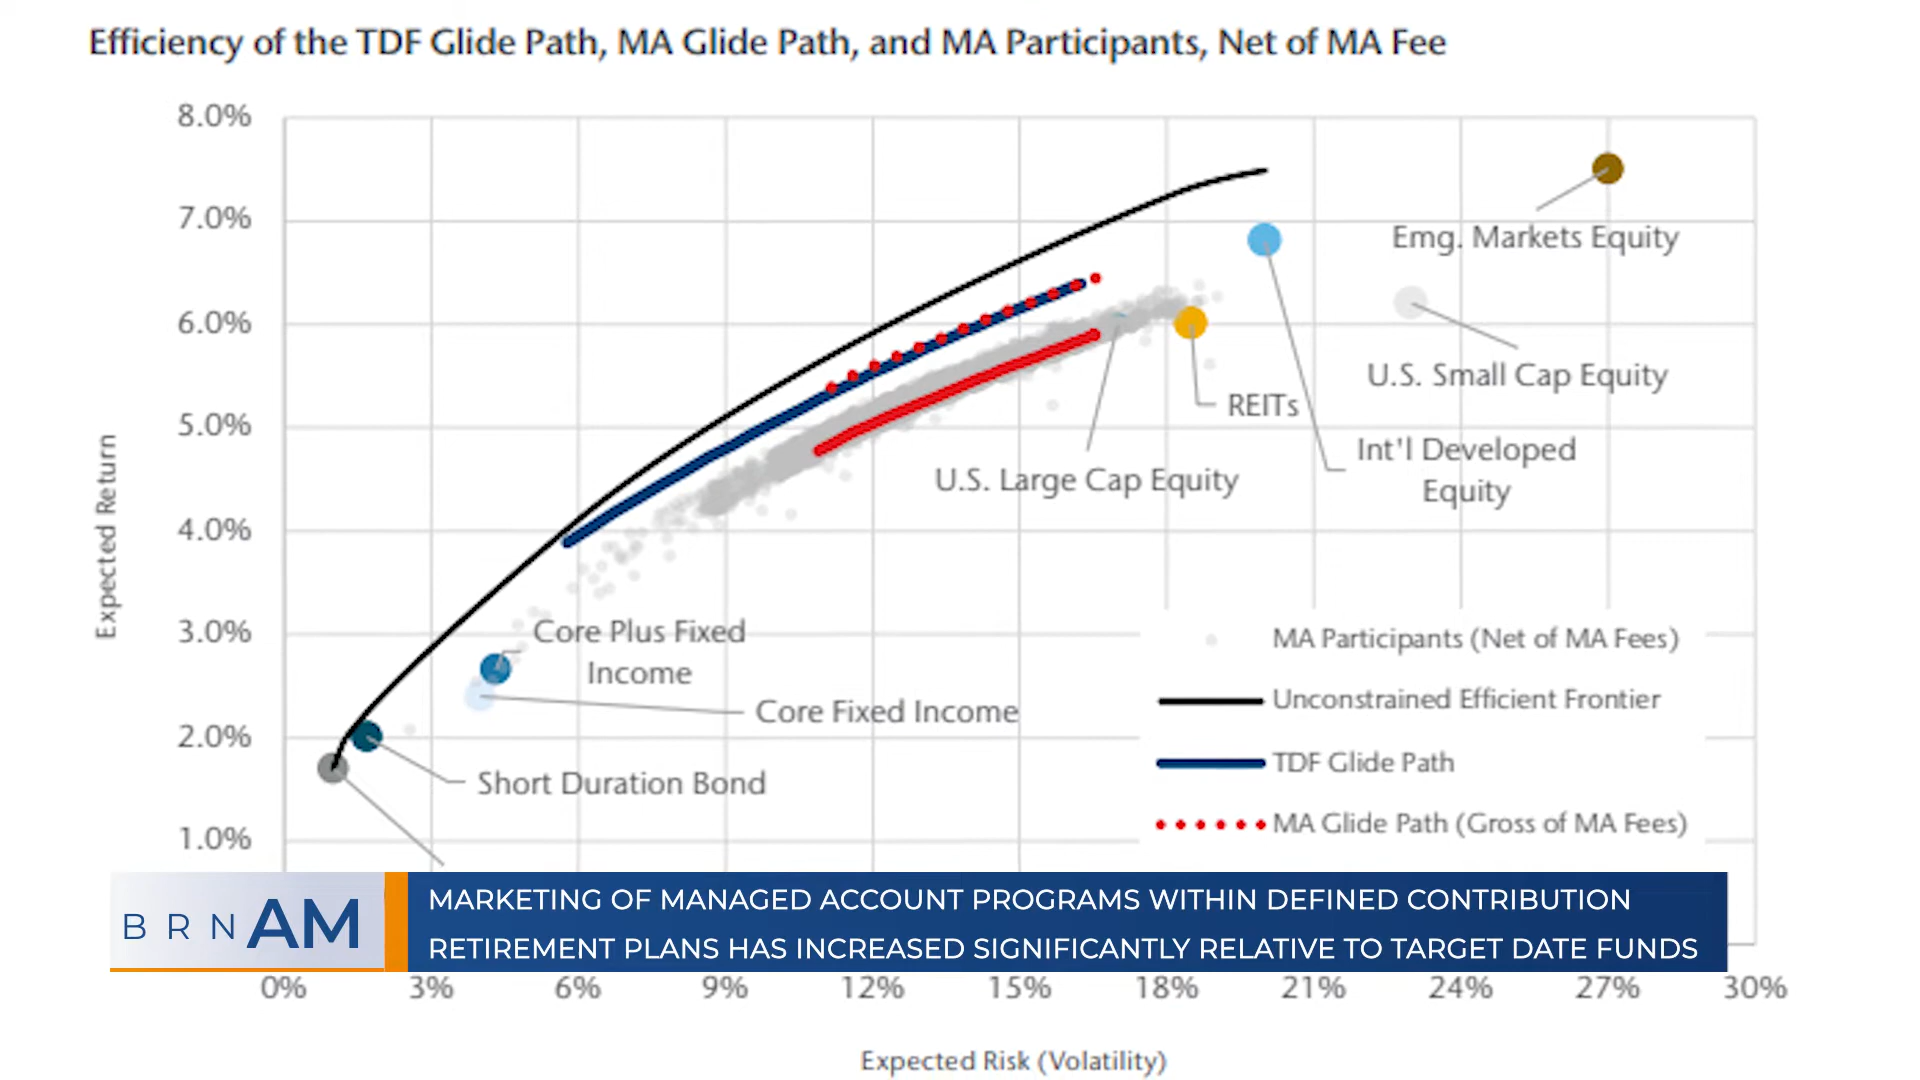 Efficiency of the TDF Glide Path, MA Glide Path, and MA Participants, Net of MA Fee
8.0%
7.0%
6.0%
5.0%
4.0%
3.0%
2.0%
1.0%
Expected Return
Emg. Markets Equity
U.S. Small Cap Equity
REITs
Int'l Developed
Equity
U.S. Large Cap Equity
Core Plus Fixed
Income
Core Fixed Income
Short Duration Bond
MA Participants (Net of MA Fees)
Unconstrained Efficient Frontier
TDF Glide Path
MA Glide Path (Gross of MA Fees)
BRNAM
MARKETING OF MANAGED ACCOUNT PROGRAMS WITHIN DEFINED CONTRIBUTION
RETIREMENT PLANS HAS INCREASED SIGNIFICANTLY RELATIVE TO TARGET DATE FUNDS
0% 3% 6% 9% 12% 15% 18% 21% 24% 27% 30%
Expected Risk (Volatility)